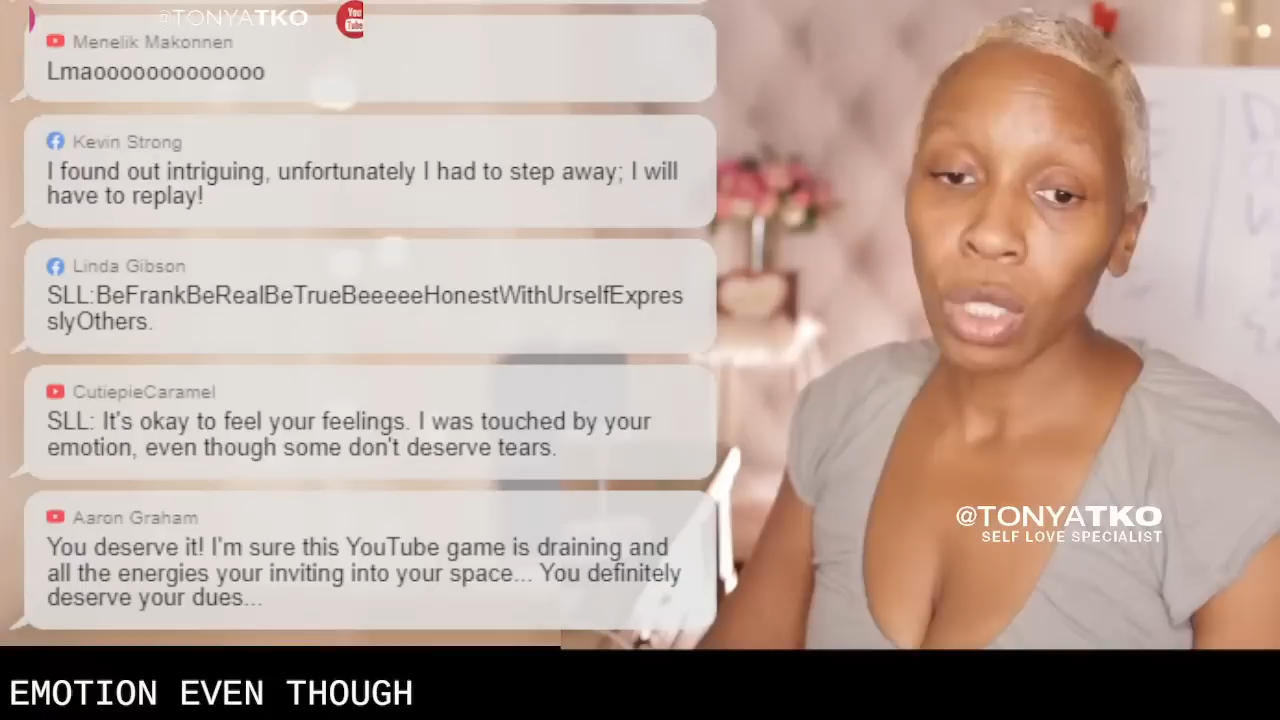 @TONYATKO
You
Tube
Menelik Makonnen
Lmaooooooooooooo
Kevin Strong
I found out intriguing, unfortunately I had to step away; I will
have to replay!
Linda Gibson
SLL:BeFrankBeRealBeTrueBeeeeeHonestWithUrselfExpres
slyOthers.
CutiepieCaramel
SLL: It's okay to feel your feelings. I was touched by your
emotion, even though some don't deserve tears.
Aaron Graham
You deserve it! I'm sure this YouTube game is draining and
all the energies your inviting into your space... You definitely
deserve your dues...
@TONYATKO
SELF LOVE SPECIALIST
EMOTION EVEN THOUGH